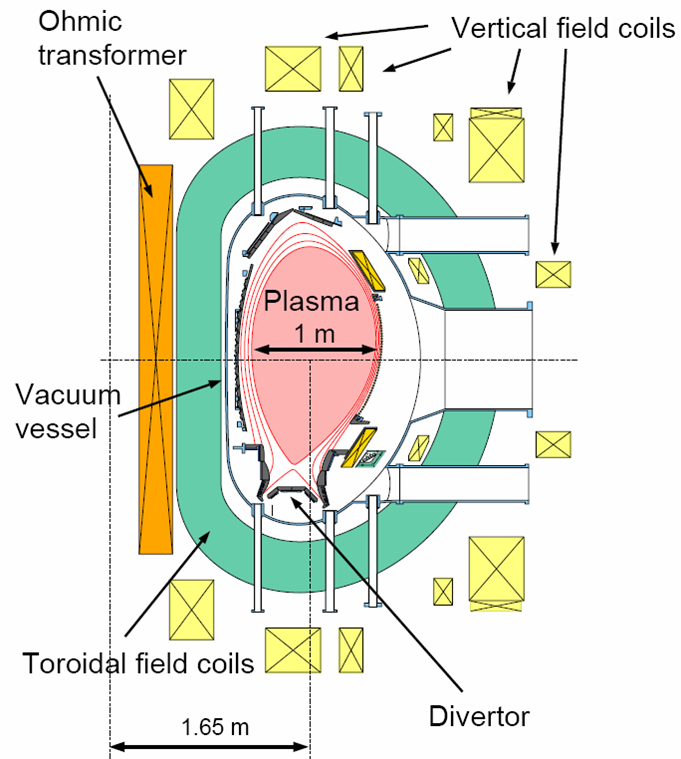 Ohmic
transformer
Vertical field coils
Plasma
1 m
Vacuum
vessel
Toroidal field coils
Divertor
1.65 m